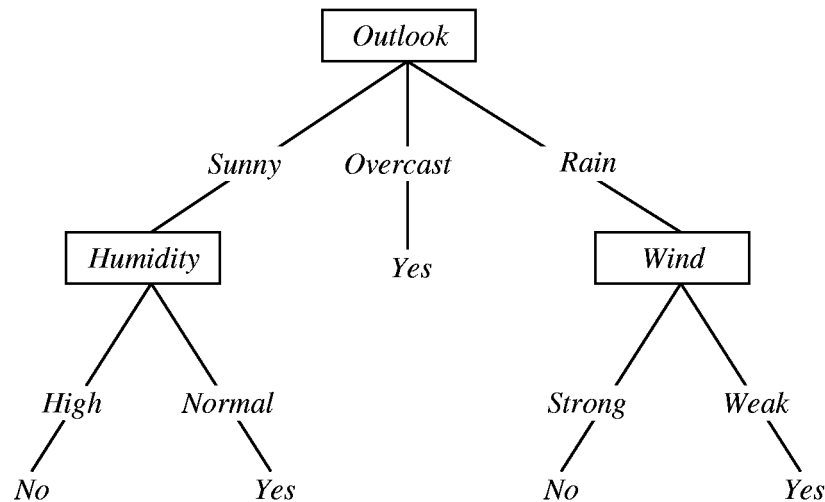 Outlook
Sunny Overcast Rain
Humidity Yes Wind
High Normal Strong Weak
No Yes No Yes